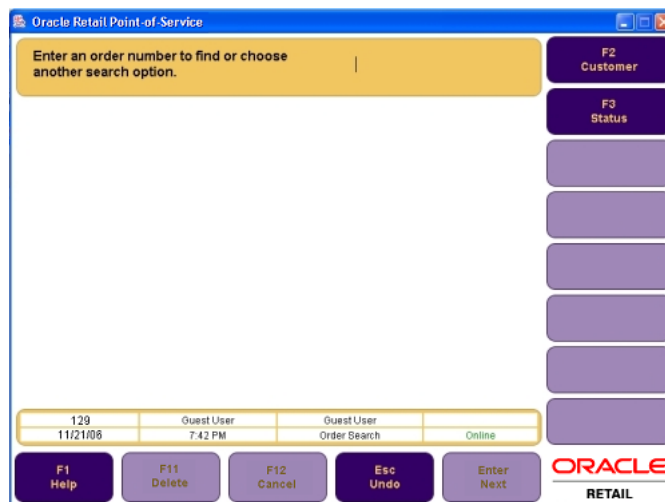 Oracle Retail Point-of-Service
Enter an order number to find or choose
another search option.
F2
Customer
F3
Status
129 Guest User Guest User
11/21/06 7:42 PM Order Search Online
F1
Help
F11
Delete
F12
Cancel
Esc
Undo
Enter
Next
ORACLE
RETAIL